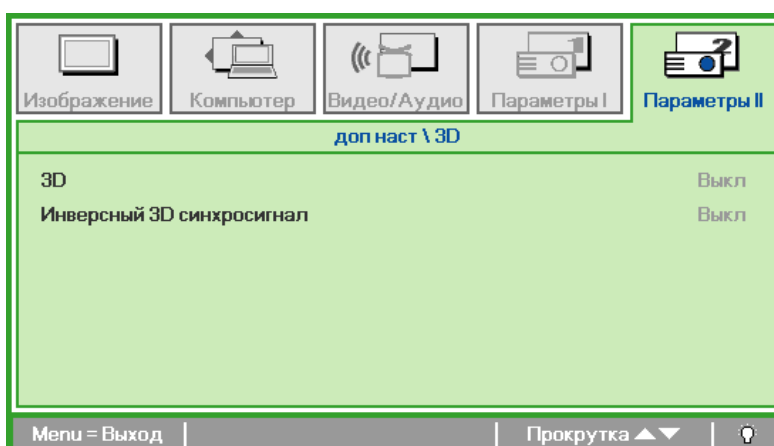 Изображение
Компьютер
Видео/Аудио
Параметры I
Параметры II
доп наст \ 3D
3D Выкл
Инверсный 3D синхросигнал Выкл
Menu = Выход
Прокрутка ▲▼